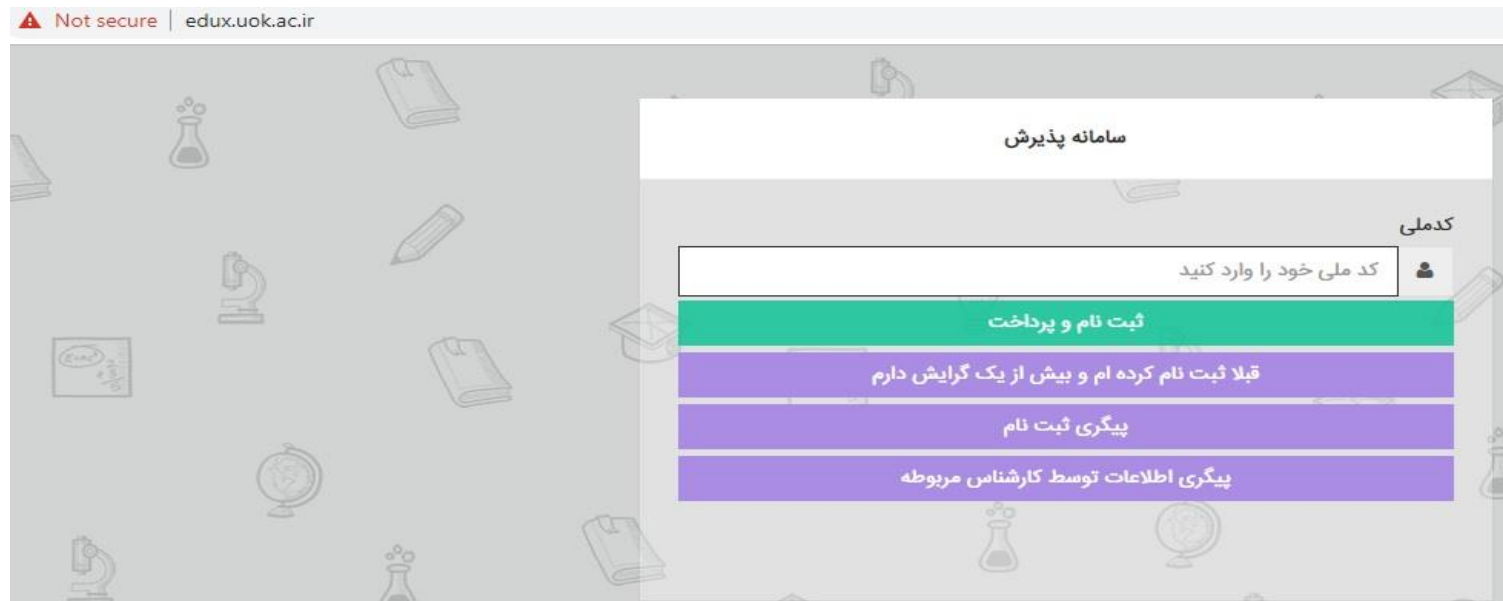 Not secure | edux.uok.ac.ir
سامانه پذیرش
کدملی
کد ملی خود را وارد کنید
ثبت نام و پرداخت
قبلا ثبت نام کرده ام و بیش از یک گرایش دارم
پیگری ثبت نام
پیگری اطلاعات توسط کارشناس مربوطه